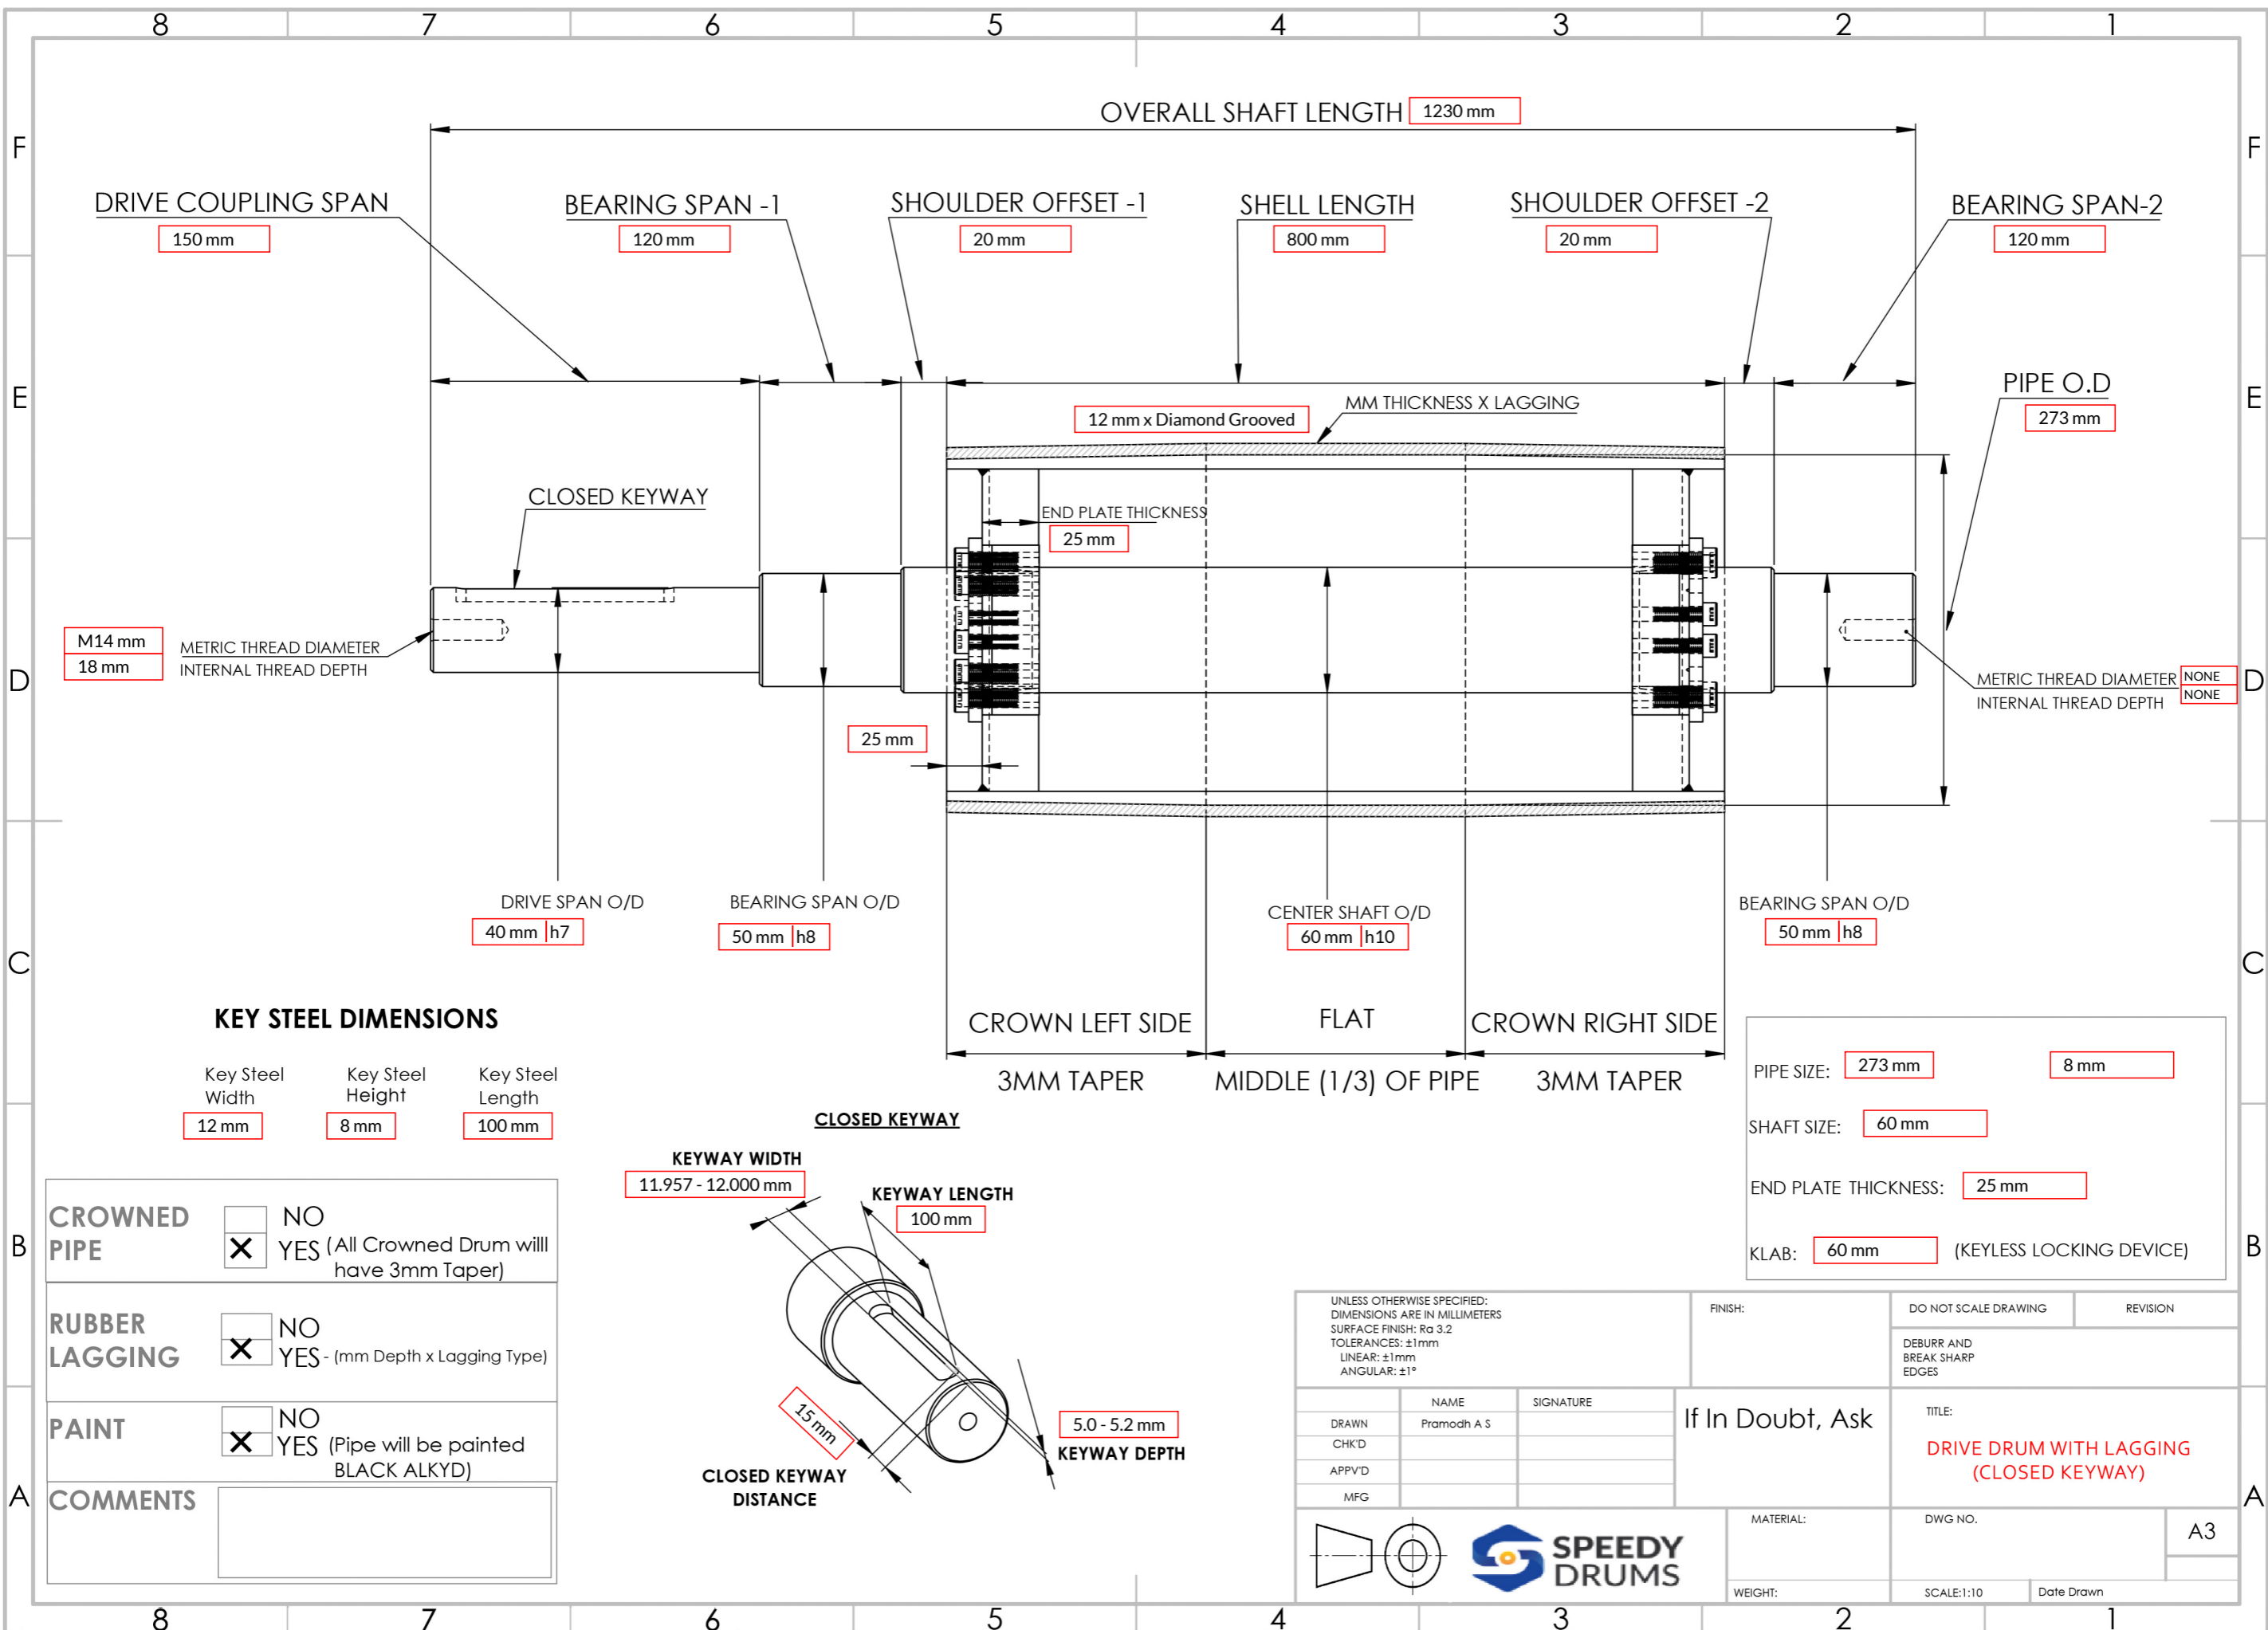 8 7 6 5 4 3 2 1
OVERALL SHAFT LENGTH 1230 mm
F F
DRIVE COUPLING SPAN
150 mm
BEARING SPAN -1
120 mm
SHOULDER OFFSET -1
20 mm
SHELL LENGTH
800 mm
SHOULDER OFFSET -2
20 mm
BEARING SPAN-2
120 mm
E E
PIPE O.D
273 mm
12 mm x Diamond Grooved
MM THICKNESS X LAGGING
CLOSED KEYWAY
END PLATE THICKNESS
25 mm
M14 mm METRIC THREAD DIAMETER
18 mm INTERNAL THREAD DEPTH
METRIC THREAD DIAMETER NONE
INTERNAL THREAD DEPTH NONE
D D
25 mm
DRIVE SPAN O/D
40 mm h7
BEARING SPAN O/D
50 mm h8
CENTER SHAFT O/D
60 mm h10
BEARING SPAN O/D
50 mm h8
C C
CROWN LEFT SIDE
FLAT
CROWN RIGHT SIDE
3MM TAPER
MIDDLE (1/3) OF PIPE
3MM TAPER
KEY STEEL DIMENSIONS
Key Steel
Width
12 mm
Key Steel
Height
8 mm
Key Steel
Length
100 mm
CLOSED KEYWAY
KEYWAY WIDTH
11.957 - 12.000 mm
KEYWAY LENGTH
100 mm
15 mm
CLOSED KEYWAY
DISTANCE
5.0 - 5.2 mm
KEYWAY DEPTH
PIPE SIZE: 273 mm 8 mm
SHAFT SIZE: 60 mm
END PLATE THICKNESS: 25 mm
KLAB: 60 mm (KEYLESS LOCKING DEVICE)
B B
CROWNED
PIPE
NO
YES (All Crowned Drum willl
have 3mm Taper)
RUBBER
LAGGING
NO
YES - (mm Depth x Lagging Type)
PAINT
NO
YES (Pipe will be painted
BLACK ALKYD)
COMMENTS
A A
UNLESS OTHERWISE SPECIFIED:
DIMENSIONS ARE IN MILLIMETERS
SURFACE FINISH: Ra 3.2
TOLERANCES: ±1mm
LINEAR: ±1mm
ANGULAR: ±1°
FINISH:
DO NOT SCALE DRAWING
REVISION
DEBURR AND
BREAK SHARP
EDGES
NAME SIGNATURE
DRAWN Pramodh A S
CHK'D
APPV'D
MFG
If In Doubt, Ask
TITLE:
DRIVE DRUM WITH LAGGING
(CLOSED KEYWAY)
SPEEDY
DRUMS
MATERIAL:
DWG NO.
A3
WEIGHT:
SCALE:1:10
Date Drawn
8 7 6 5 4 3 2 1